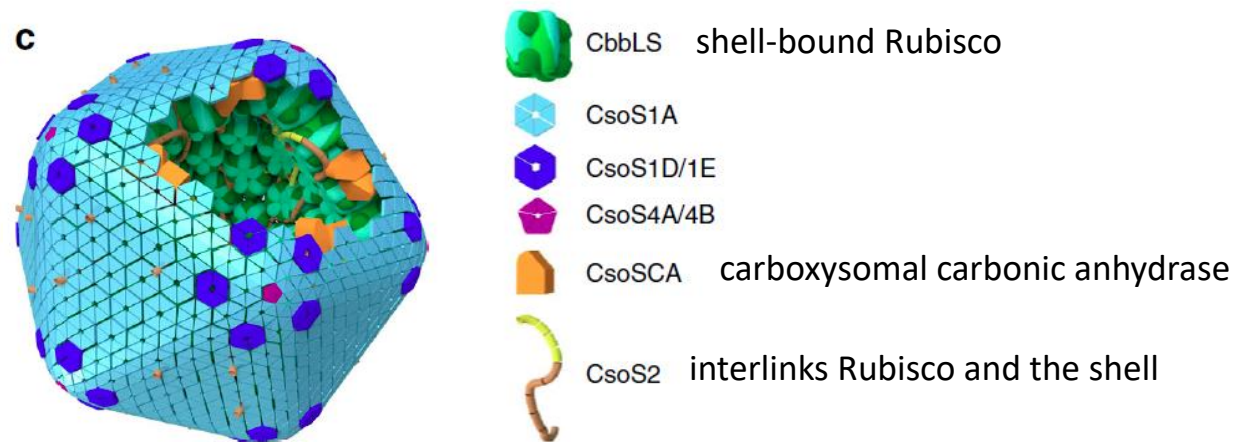 c
CbbLS shell-bound Rubisco
CsoS1A
CsoS1D/1E
CsoS4A/4B
CsoSCA carboxysomal carbonic anhydrase
CsoS2 interlinks Rubisco and the shell